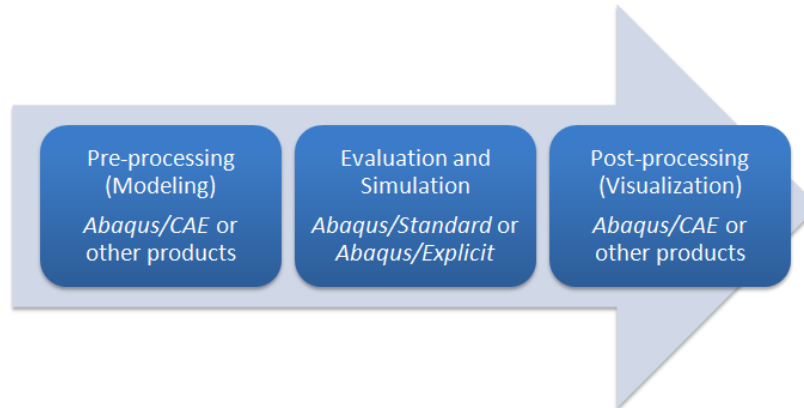 Pre-processing
(Modeling)
Abaqus/CAE or
other products
Evaluation and
Simulation
Abaqus/Standard or
Abaqus/Explicit
Post-processing
(Visualization)
Abaqus/CAE or
other products